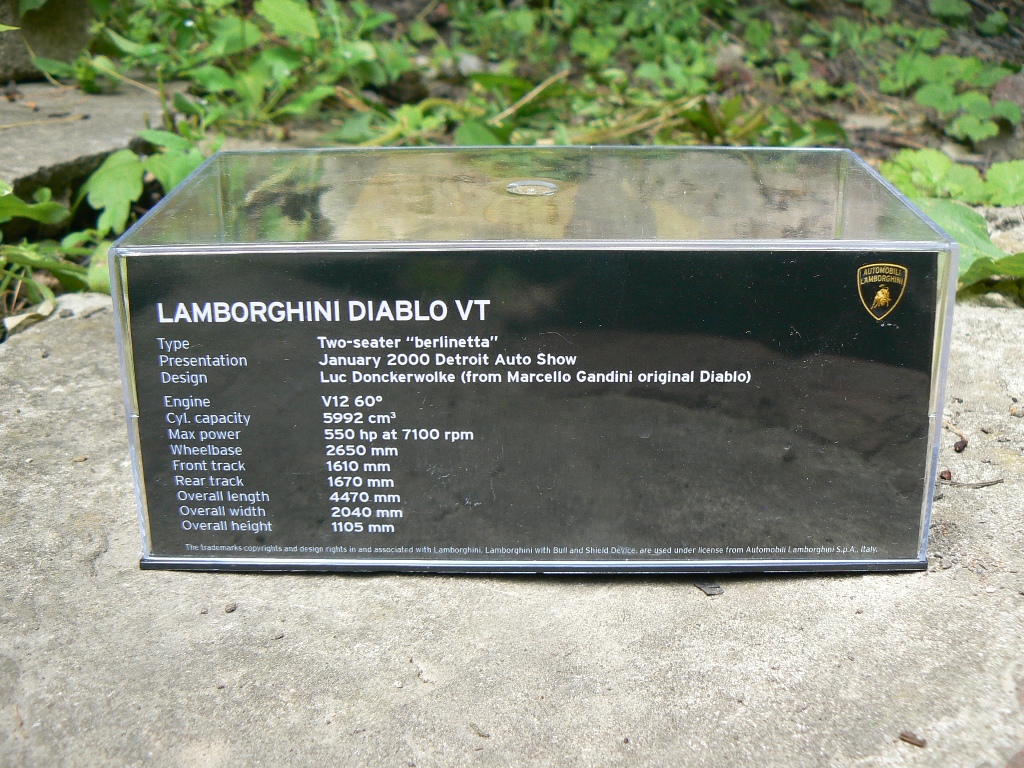 AUTOMOBILI
LAMBORGHINI
LAMBORGHINI DIABLO VT
Type Two-seater "berlinetta"
Presentation January 2000 Detroit Auto Show
Design Luc Donckerwolke (from Marcello Gandini original Diablo)
Engine V12 60°
Cyl. capacity 5992 cm³
Max power 550 hp at 7100 rpm
Wheelbase 2650 mm
Front track 1610 mm
Rear track 1670 mm
Overall length 4470 mm
Overall width 2040 mm
Overall height 1105 mm
The trademarks copyrights and design rights in and associated with Lamborghini, Lamborghini with Bull and Shield Device, are used under license from Automobili Lamborghini S.p.A., Italy.